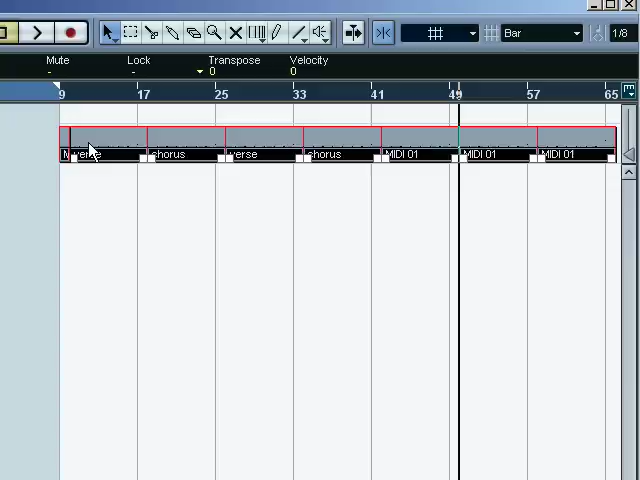 Bar 1/8
Mute Lock Transpose Velocity
- - 0 0
9 17 25 33 41 49 57 65
M verse chorus verse chorus MIDI 01 MIDI 01 MIDI 01